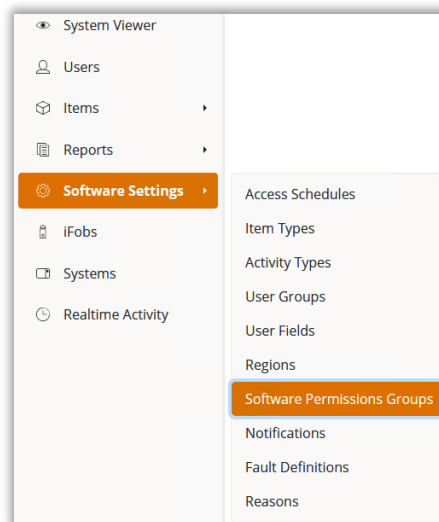 System Viewer
Users
Items
Reports
Software Settings
iFobs
Systems
Realtime Activity
Access Schedules
Item Types
Activity Types
User Groups
User Fields
Regions
Software Permissions Groups
Notifications
Fault Definitions
Reasons